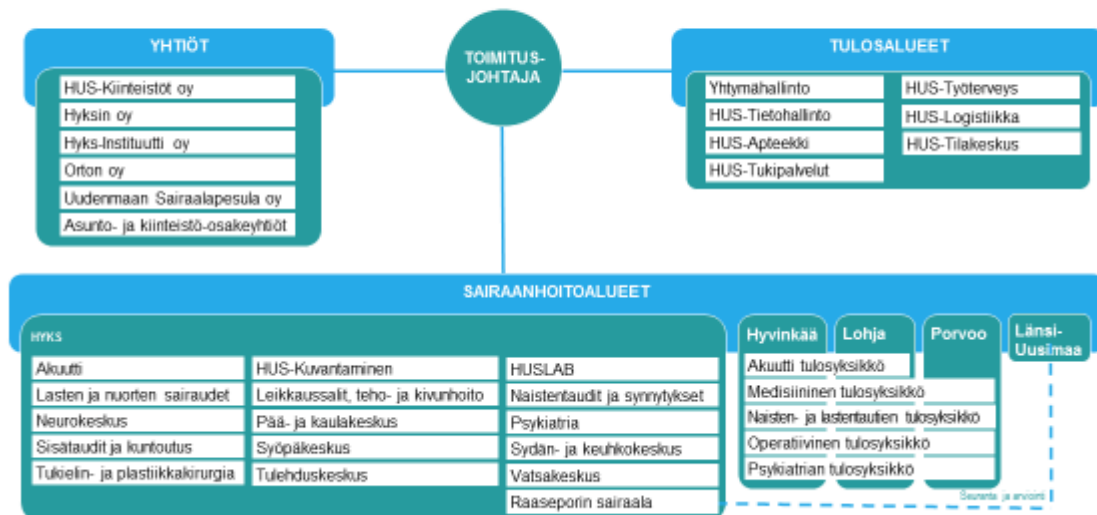 YHTIÖT
HUS-Kiinteistöt oy
Hyksin oy
Hyks-Instituutti oy
Orton oy
Uudenmaan Sairaalapesula oy
Asunto- ja kiinteistö-osakeyhtiöt
TOIMITUS-
JOHTAJA
TULOSALUEET
Yhtymähallinto
HUS-Tietohallinto
HUS-Apteekki
HUS-Tukipalvelut
HUS-Työterveys
HUS-Logistiikka
HUS-Tilakeskus
SAIRAANHOITOALUEET
HYKS
Akuutti
Lasten ja nuorten sairaudet
Neurokeskus
Sisätaudit ja kuntoutus
Tukielin- ja plastiikkakirurgia
HUS-Kuvantaminen
Leikkaussalit, teho- ja kivunhoito
Pää- ja kaulakeskus
Syöpäkeskus
Tulehduskeskus
HUSLAB
Naistentaudit ja synnytykset
Psykiatria
Sydän- ja keuhkokeskus
Vatsakeskus
Raaseporin sairaala
Hyvinkää
Lohja
Porvoo
Länsi-
Uusimaa
Akuutti tulosyksikkö
Medisiininen tulosyksikkö
Naisten- ja lastentautien tulosyksikkö
Operatiivinen tulosyksikkö
Psykiatrian tulosyksikkö
Seuranta ja arviointi